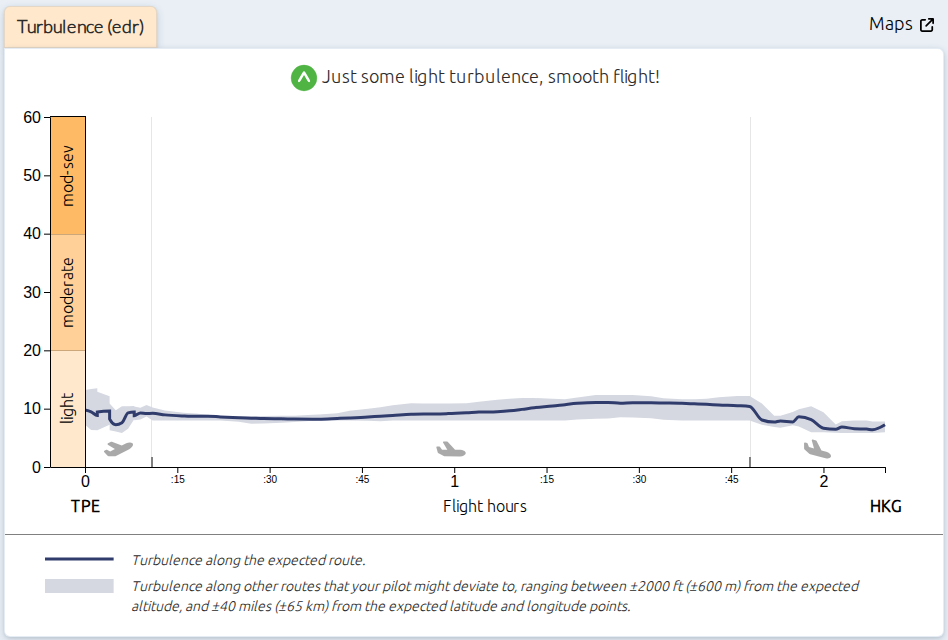 Turbulence (edr)
Maps
Just some light turbulence, smooth flight!
60
50
40
30
20
10
0
mod-sev
moderate
light
0 :15 :30 :45 1 :15 :30 :45 2
TPE Flight hours HKG
Turbulence along the expected route.
Turbulence along other routes that your pilot might deviate to, ranging between ±2000 ft (±600 m) from the expected
altitude, and ±40 miles (±65 km) from the expected latitude and longitude points.